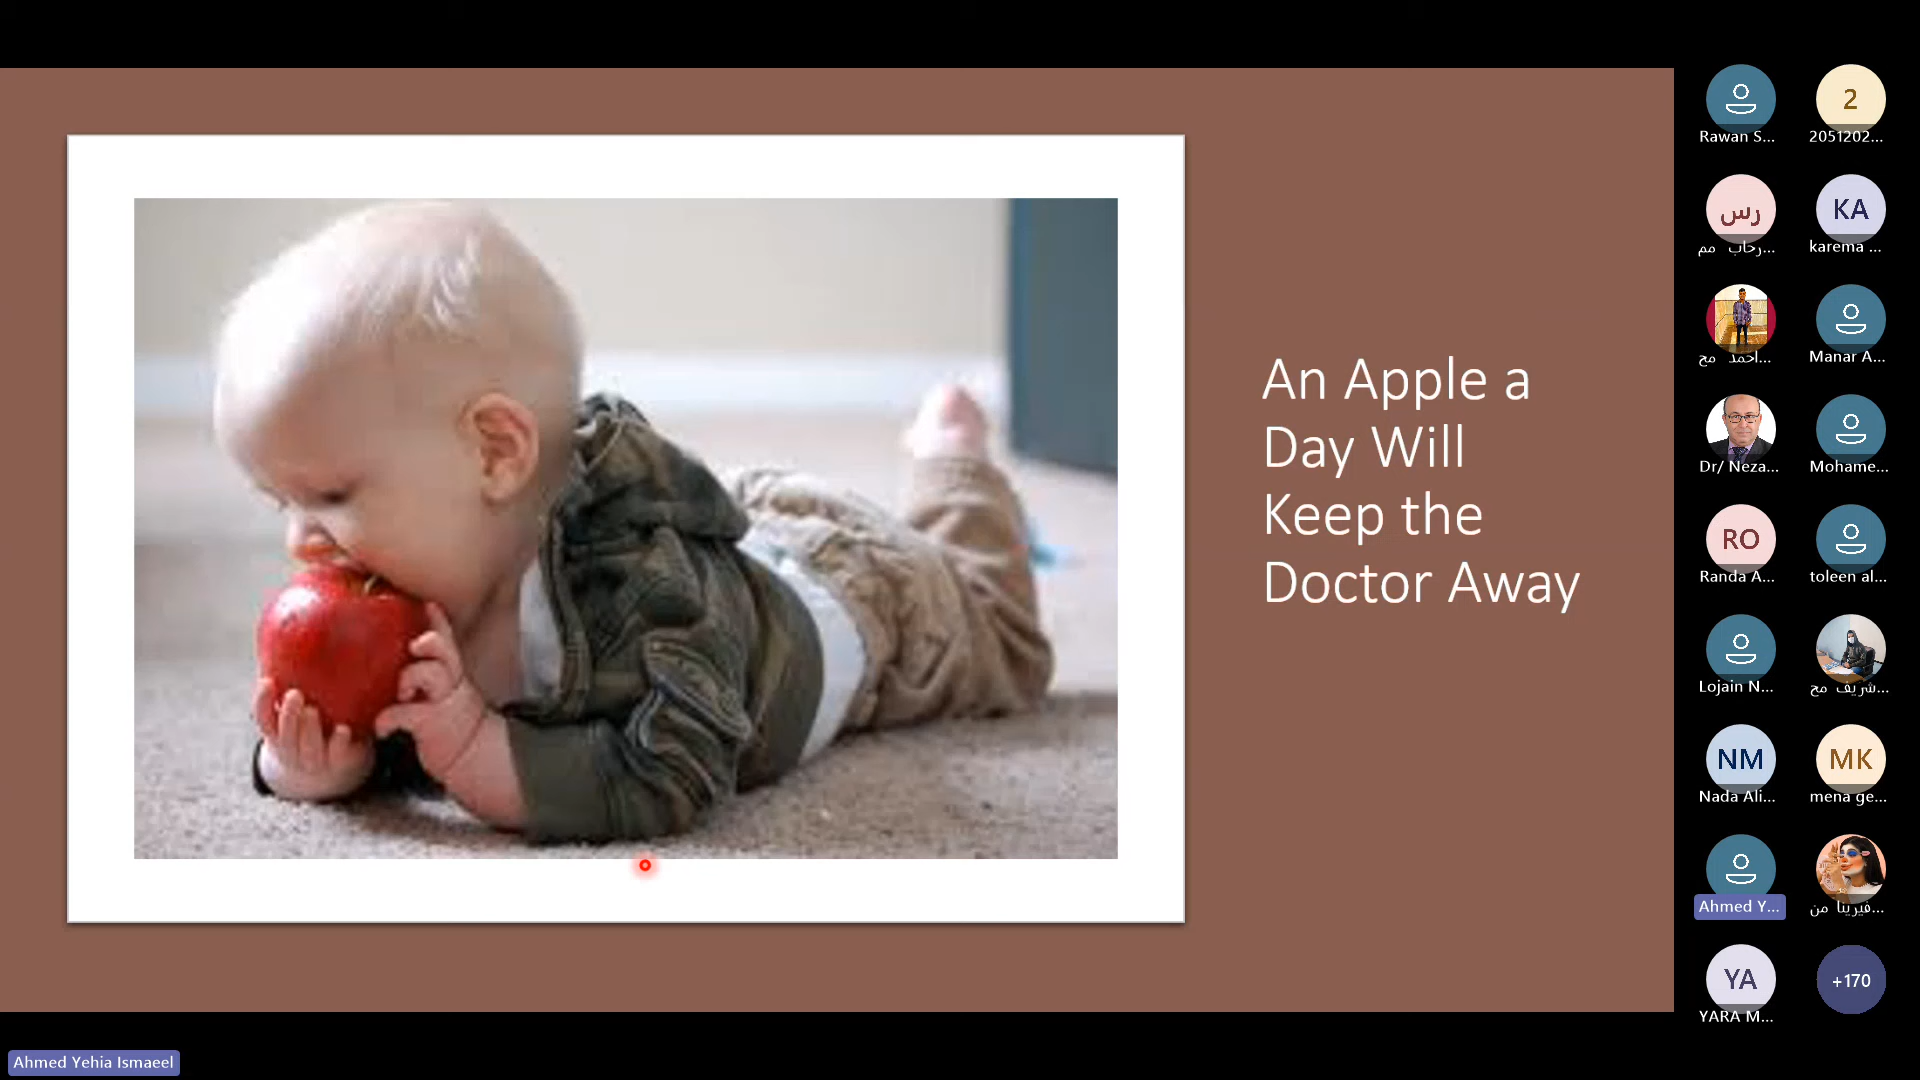 An Apple a
Day Will
Keep the
Doctor Away
Rawan S...
2
2051202...
رس
رحاب مم...
KA
karema ...
احمد مح...
Manar A...
Dr/ Neza...
Mohame...
RO
Randa A...
toleen al...
Lojain N...
شريف مح...
NM
Nada Ali...
MK
mena ge...
Ahmed Y...
فيرينا من...
YA
YARA M...
+170
Ahmed Yehia Ismaeel